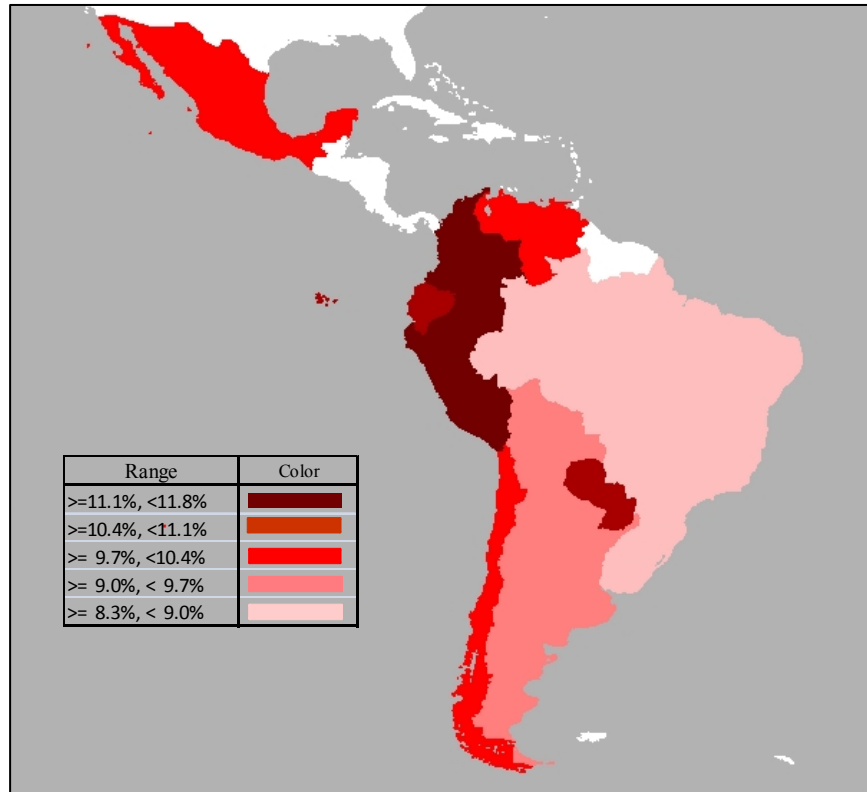 Range Color
>=11.1%, <11.8%
>=10.4%, <11.1%
>= 9.7%, <10.4%
>= 9.0%, < 9.7%
>= 8.3%, < 9.0%